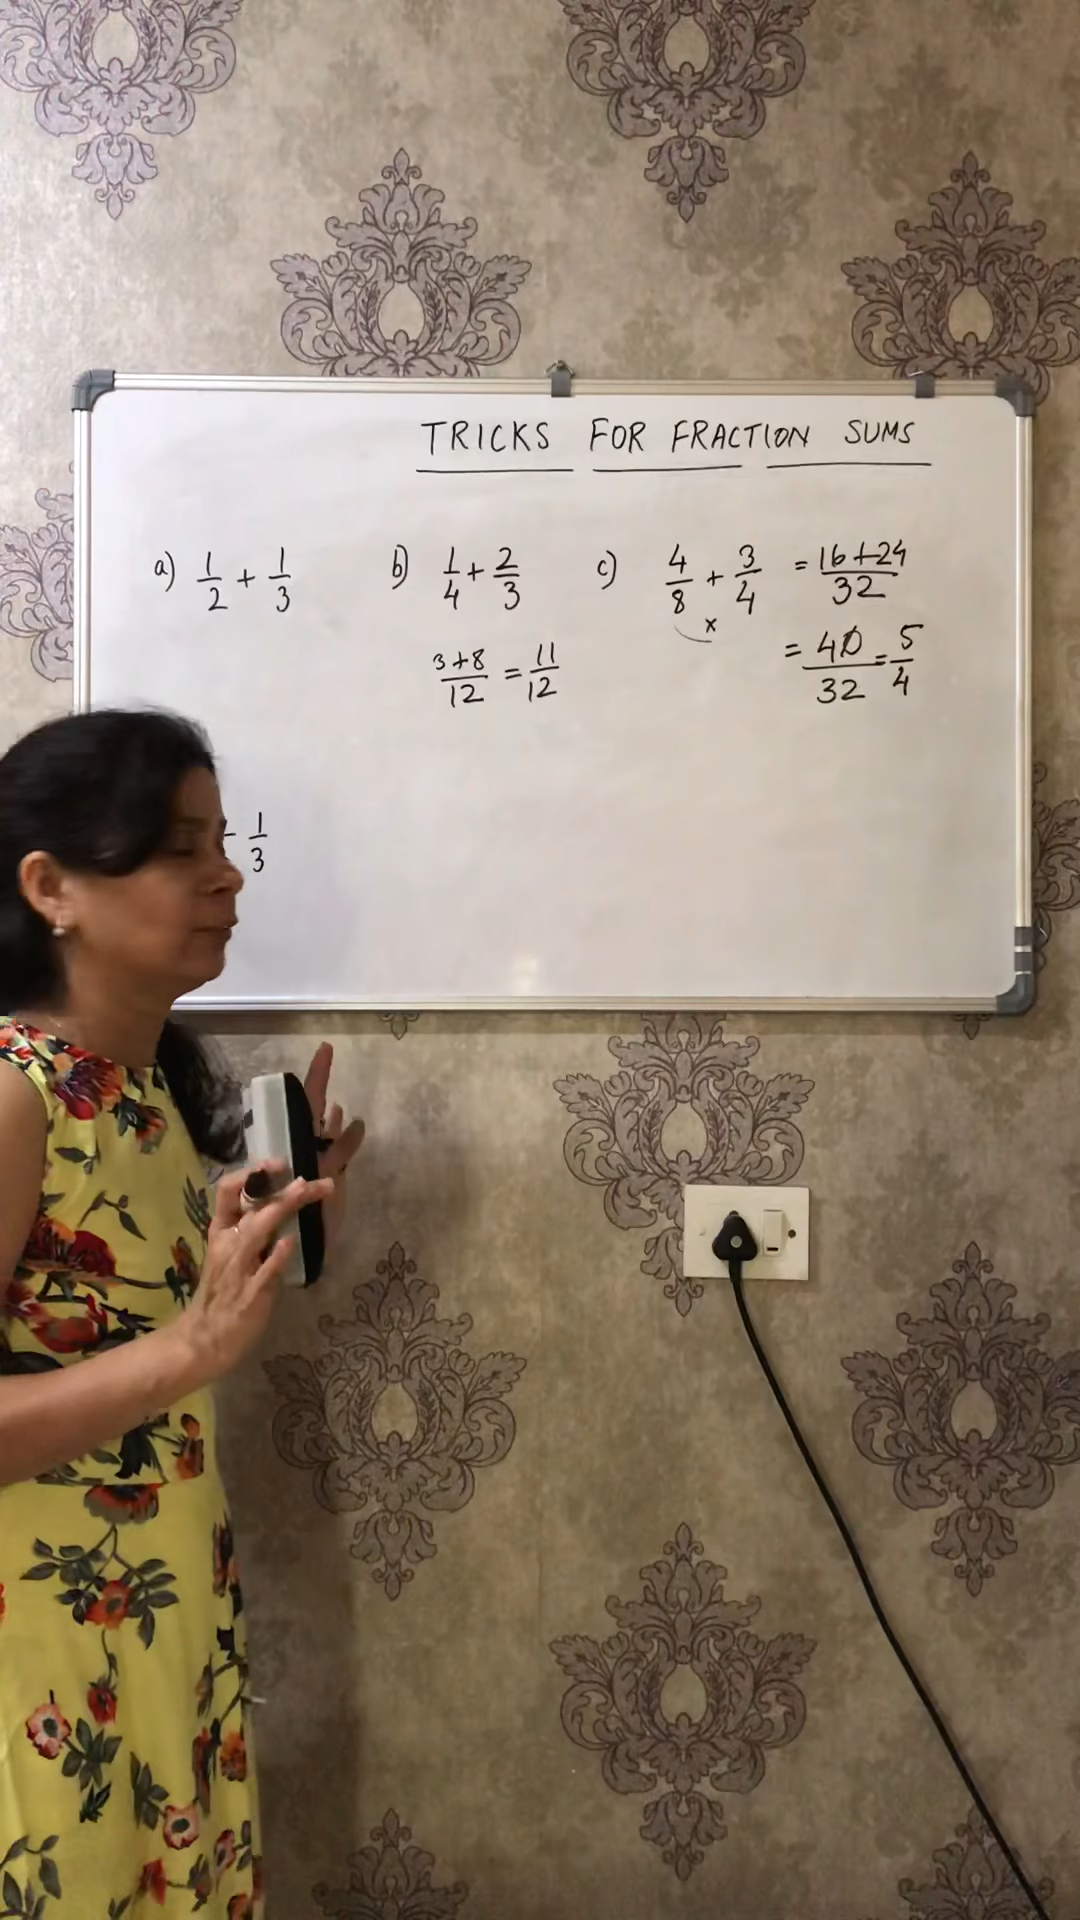 TRICKS FOR FRACTION SUMS
a) 1/2 + 1/3
b) 1/4 + 2/3
3+8/12 = 11/12
c) 4/8 + 3/4 = 16+24/32
x
= 40/32 = 5/4
- 1/3